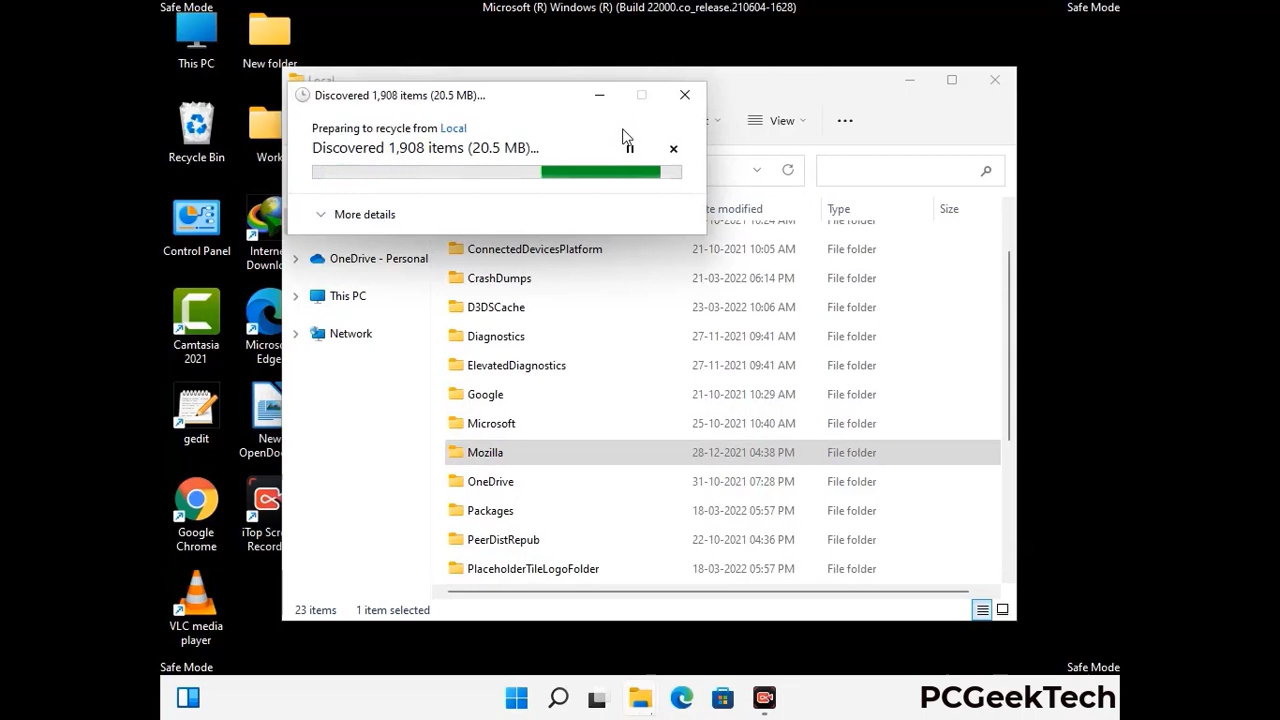 Safe Mode
Microsoft (R) Windows (R) (Build 22000.co_release.210604-1628)
Safe Mode
This PC
New folder
Recycle Bin
Work
Control Panel
Internet
Downlo
Camtasia
2021
Micros
Edge
gedit
New
OpenDo
Google
Chrome
iTop Scre
Record
VLC media
player
Local
Discovered 1,908 items (20.5 MB)...
Preparing to recycle from Local
Discovered 1,908 items (20.5 MB)...
More details
View
OneDrive - Personal
This PC
Network
te modified Type Size
File folder
ConnectedDevicesPlatform 21-10-2021 10:05 AM File folder
CrashDumps 21-03-2022 06:14 PM File folder
D3DSCache 23-03-2022 10:06 AM File folder
Diagnostics 27-11-2021 09:41 AM File folder
ElevatedDiagnostics 27-11-2021 09:41 AM File folder
Google 21-10-2021 10:29 AM File folder
Microsoft 25-10-2021 10:40 AM File folder
Mozilla 28-12-2021 04:38 PM File folder
OneDrive 31-10-2021 07:28 PM File folder
Packages 18-03-2022 05:57 PM File folder
PeerDistRepub 22-10-2021 04:36 PM File folder
PlaceholderTileLogoFolder 18-03-2022 05:57 PM File folder
23 items 1 item selected
Safe Mode
Safe Mode
PCGeekTech